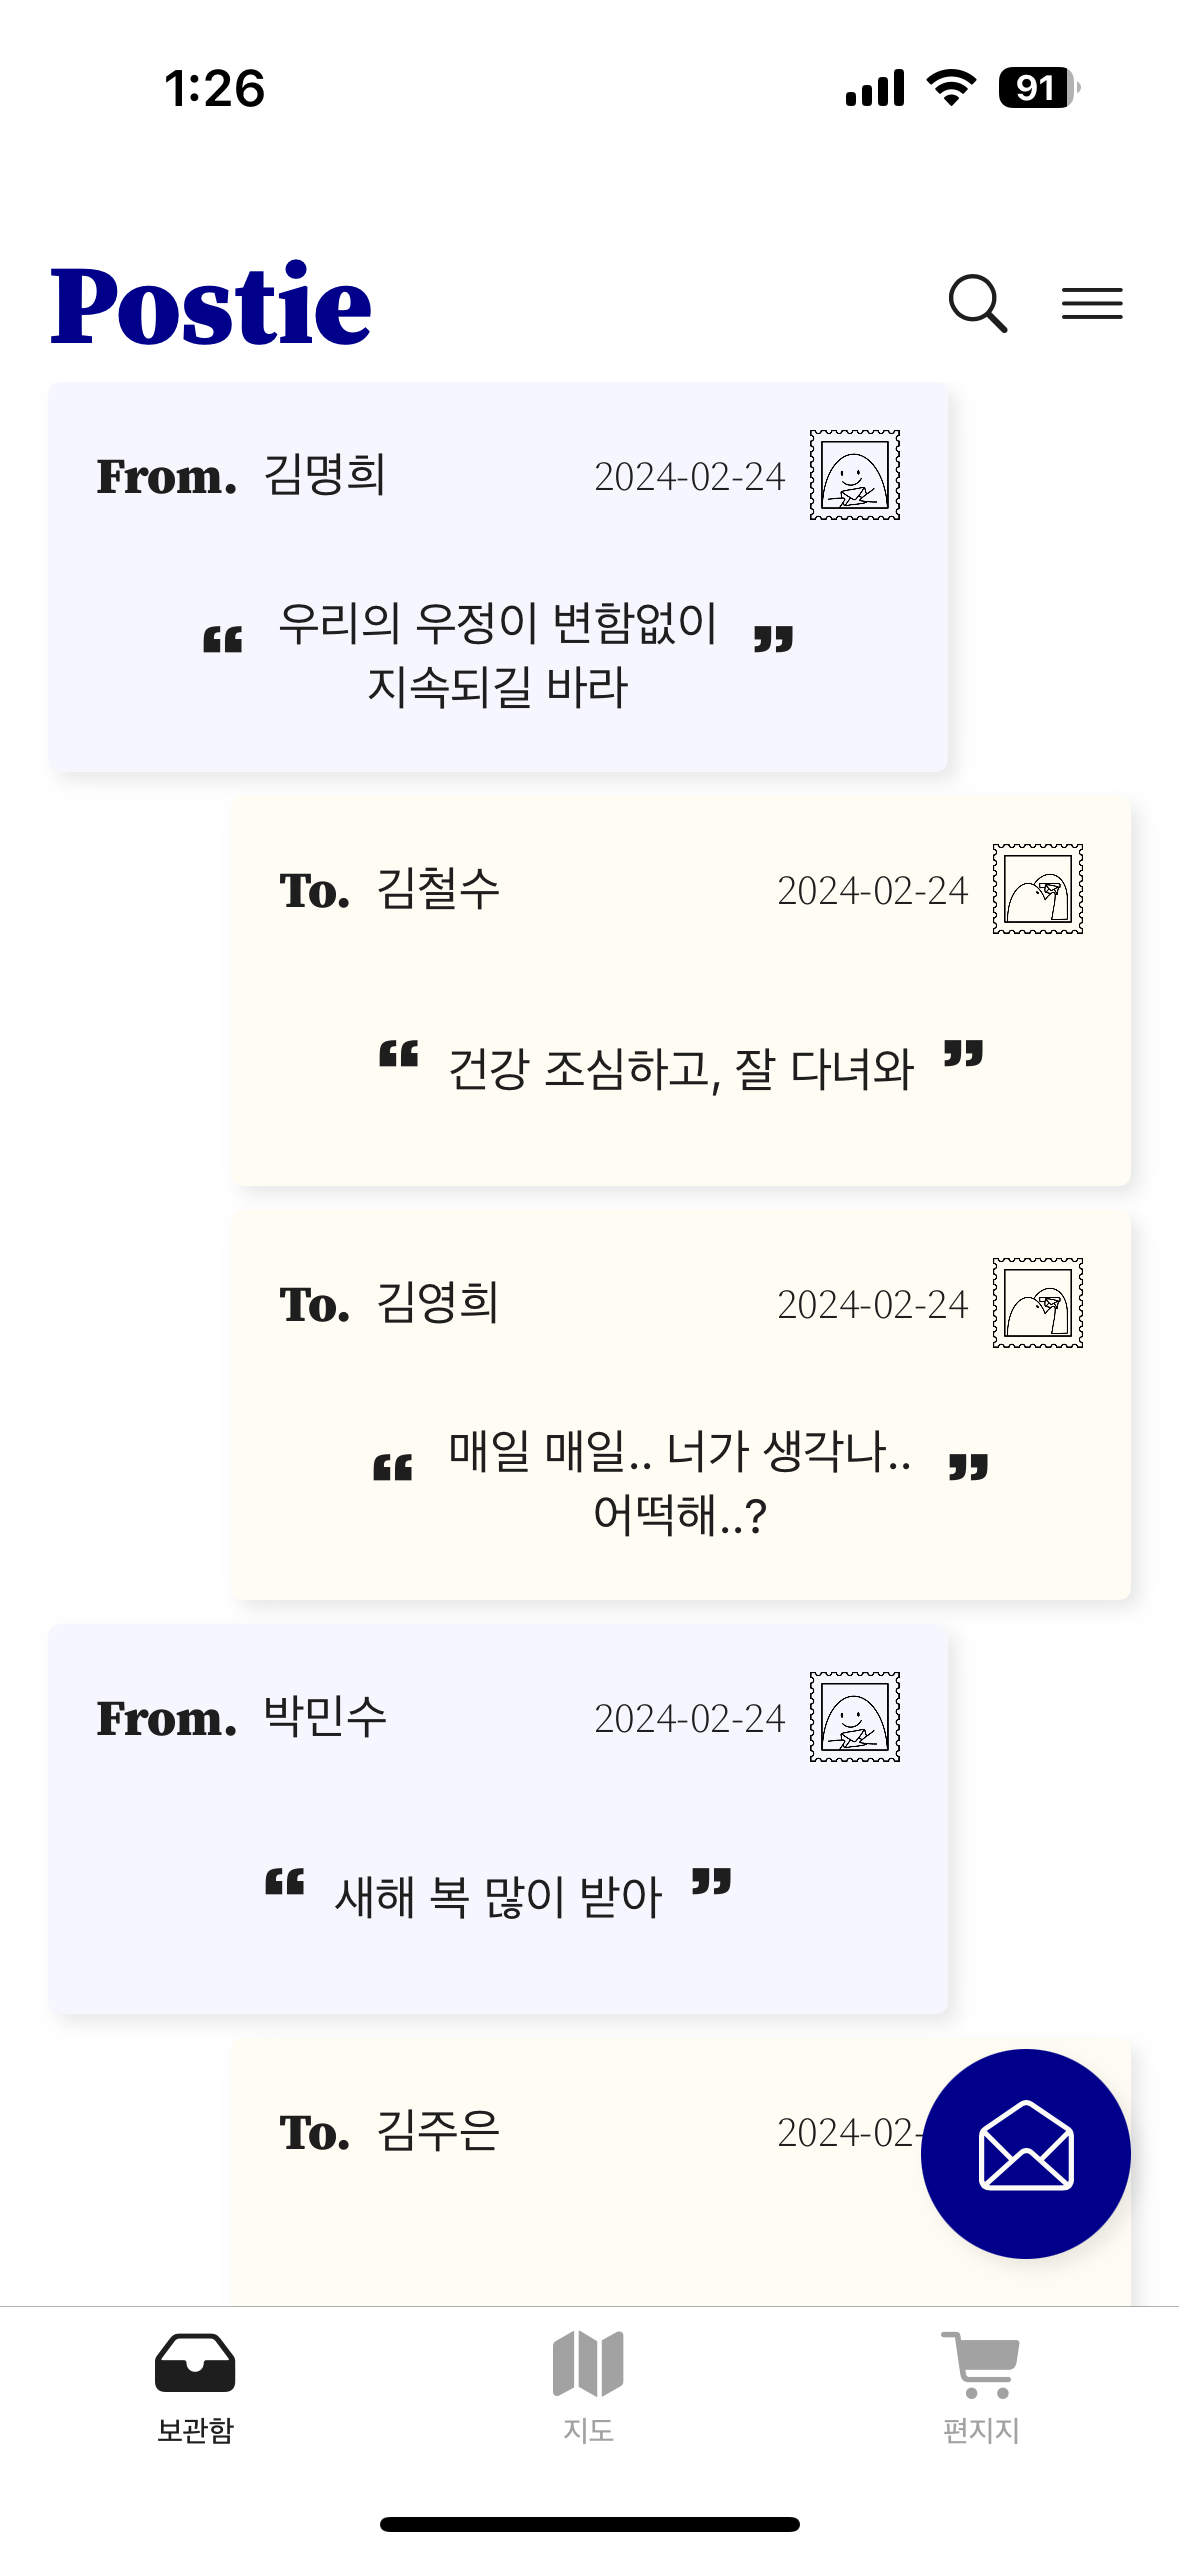 1:26
91
Postie
From. 김명희 2024-02-24
“ 우리의 우정이 변함없이 ”
지속되길 바라
To. 김철수 2024-02-24
“ 건강 조심하고, 잘 다녀와 ”
To. 김영희 2024-02-24
“ 매일 매일.. 너가 생각나.. ”
어떡해..?
From. 박민수 2024-02-24
“ 새해 복 많이 받아 ”
To. 김주은 2024-02-
보관함
지도
편지지